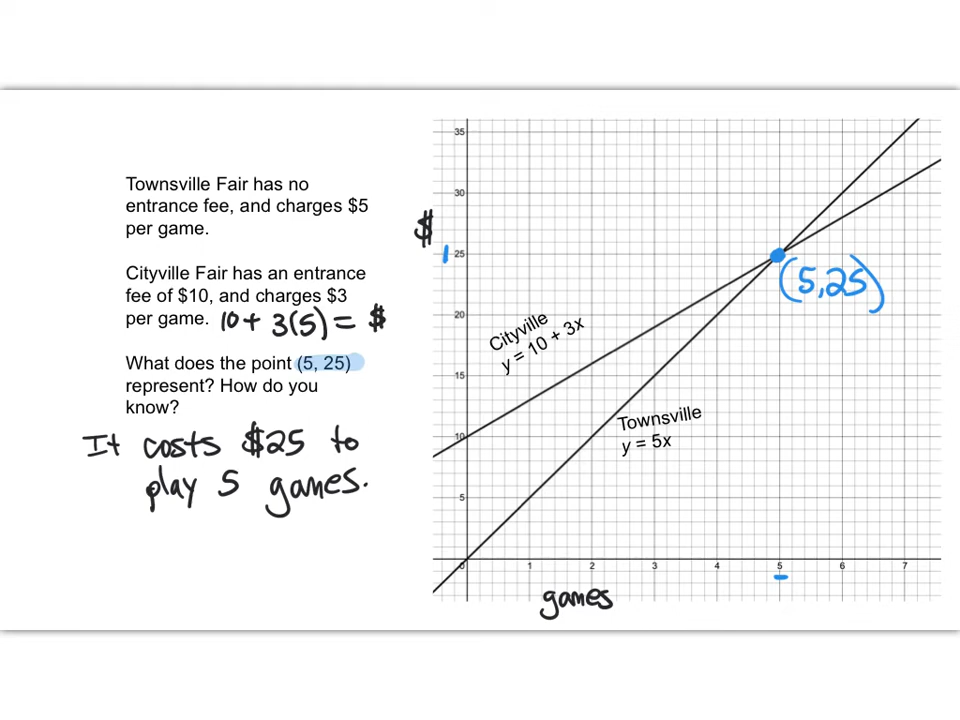 Townsville Fair has no
entrance fee, and charges $5
per game.
Cityville Fair has an entrance
fee of $10, and charges $3
per game. 10 + 3(5) = $
What does the point (5, 25)
represent? How do you
know?
It costs $25 to
play 5 games.
35
30
$
25
(5,25)
20
Cityville
y = 10 + 3x
15
Townsville
y = 5x
10
5
0 1 2 3 4 5 6 7
games